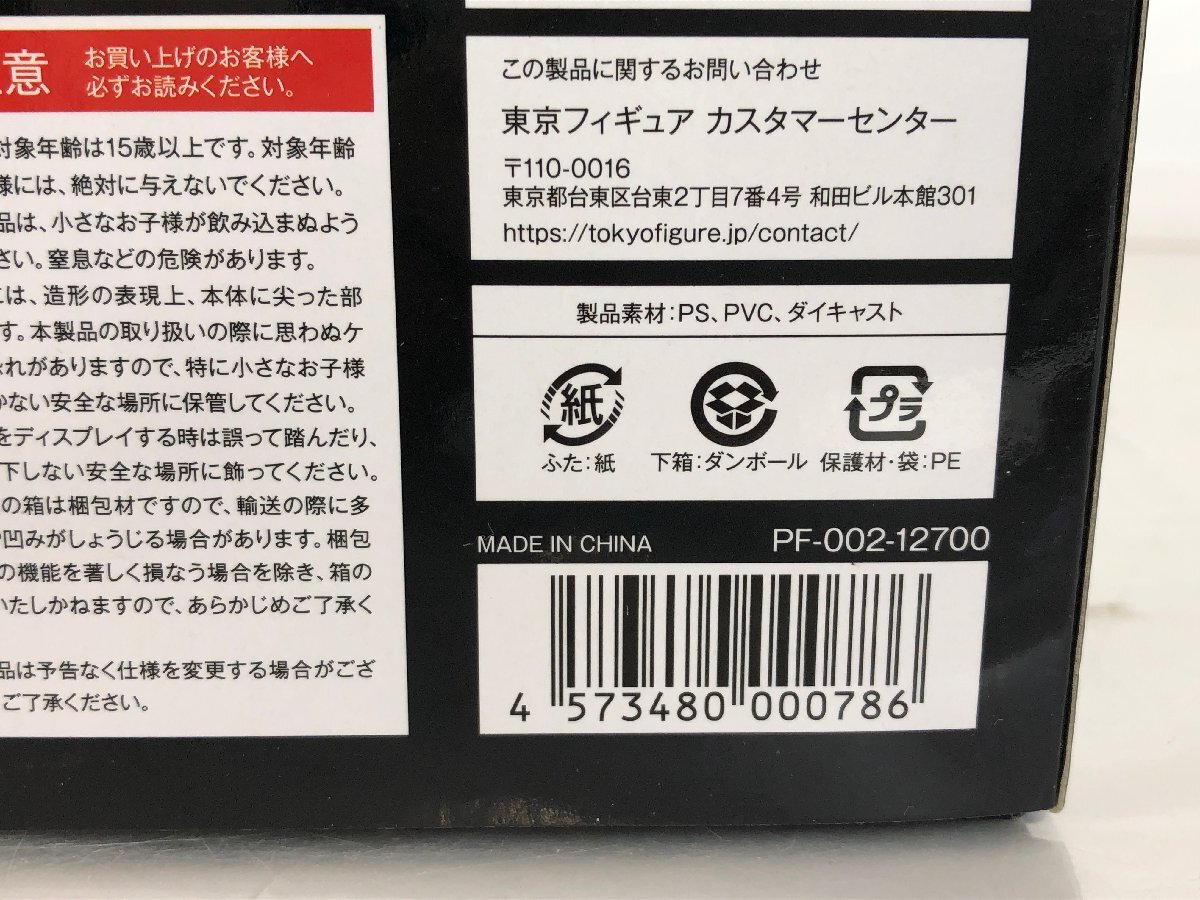 意
お買い上げのお客様へ
必ずお読みください。
対象年齢は15歳以上です。対象年齢
様には、絶対に与えないでください。
品は、小さなお子様が飲み込まぬよう
さい。窒息などの危険があります。
には、造形の表現上、本体に尖った部
す。本製品の取り扱いの際に思わぬケ
れがありますので、特に小さなお子様
かない安全な場所に保管してください。
をディスプレイする時は誤って踏んだり、
下しない安全な場所に飾ってください。
の箱は梱包材ですので、輸送の際に多
凹みがしょうじる場合があります。梱包
の機能を著しく損なう場合を除き、箱の
いたしかねますので、あらかじめご了承く
品は予告なく仕様を変更する場合がござ
ご了承ください。
この製品に関するお問い合わせ
東京フィギュア カスタマーセンター
〒110-0016
東京都台東区台東2丁目7番4号 和田ビル本館301
https://tokyofigure.jp/contact/
製品素材:PS、PVC、ダイキャスト
紙
プラ
ふた:紙 下箱:ダンボール 保護材・袋:PE
MADE IN CHINA PF-002-12700
4 573480 000786